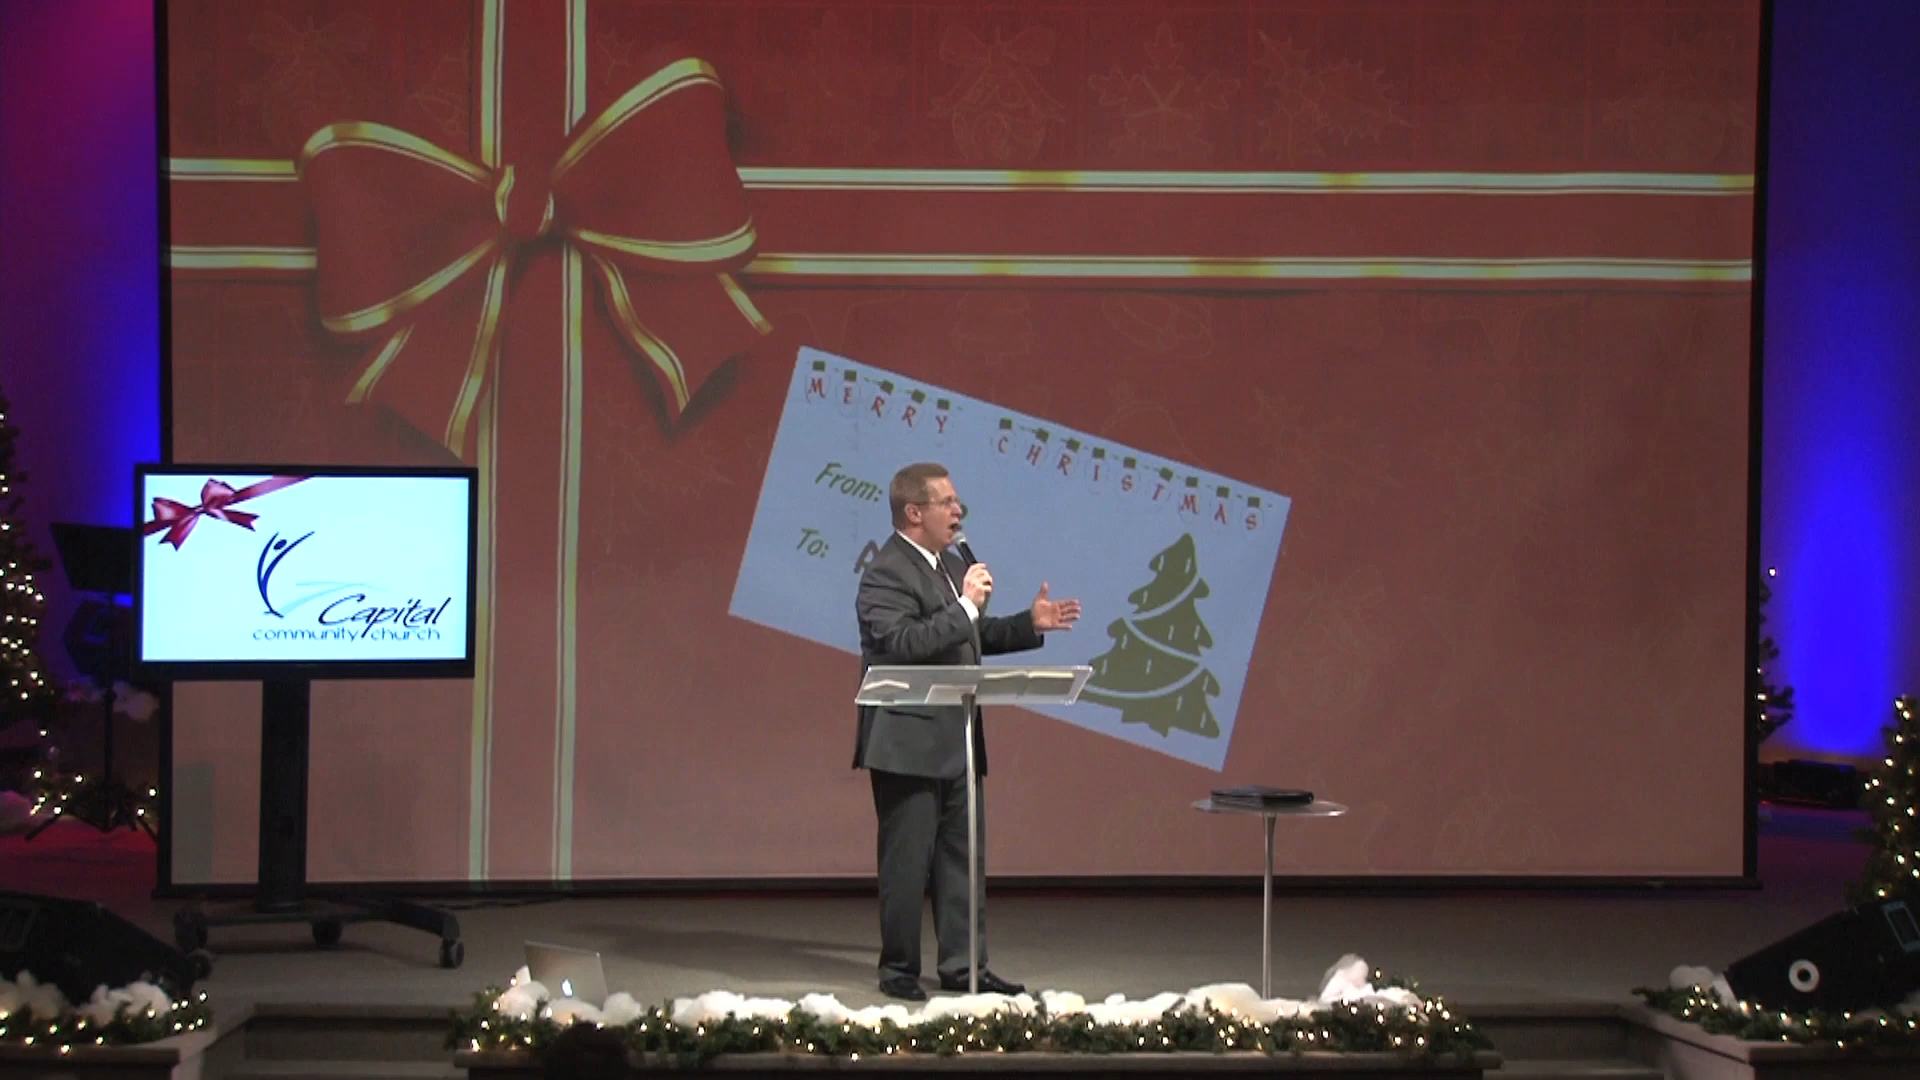 MERRY CHRISTMAS
From:
To:
Capital
community church